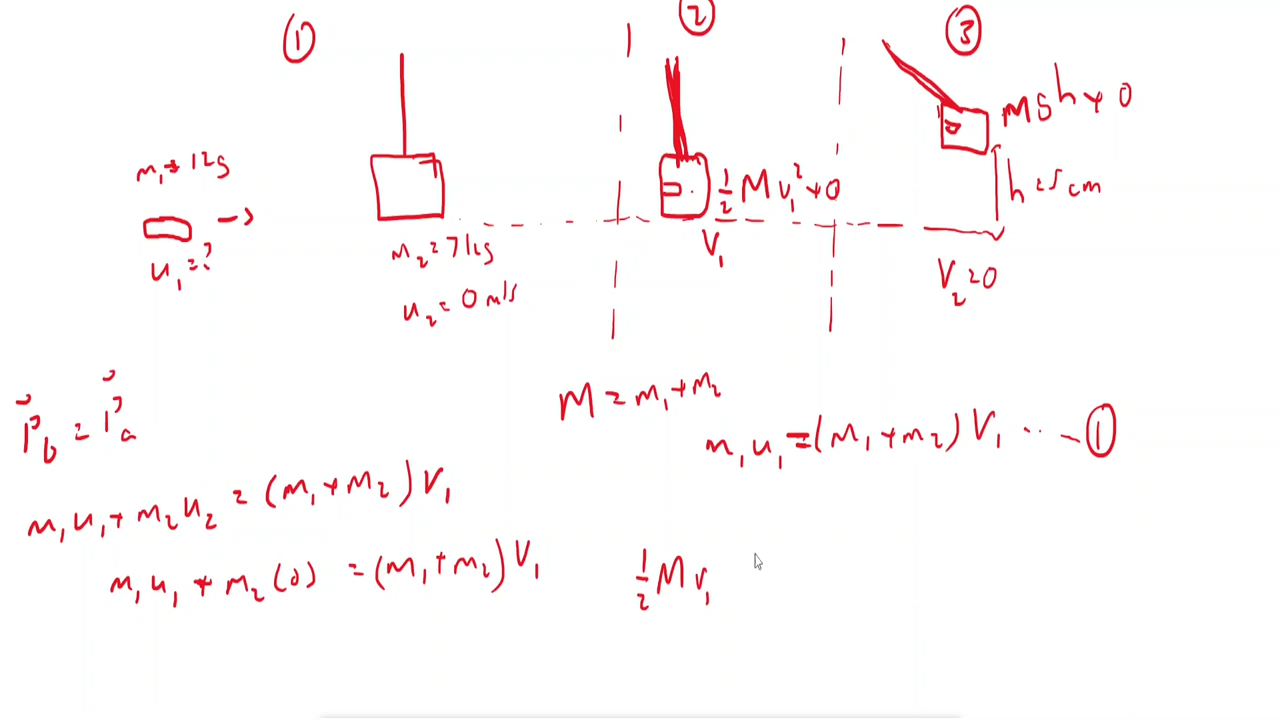 ① ② ③
m₁ = 12g
u₁ = ?
m₂ = 7kg
u₂ = 0 m/s
½Mv₁² + 0
V₁
Mgh + 0
h = 5 cm
V₂ = 0
M = m₁ + m₂
P⃗b = P⃗a
m₁u₁ = (m₁ + m₂) V₁ ... ①
m₁u₁ + m₂u₂ = (m₁ + m₂) V₁
m₁u₁ + m₂(0) = (m₁ + m₂) V₁
½Mv₁